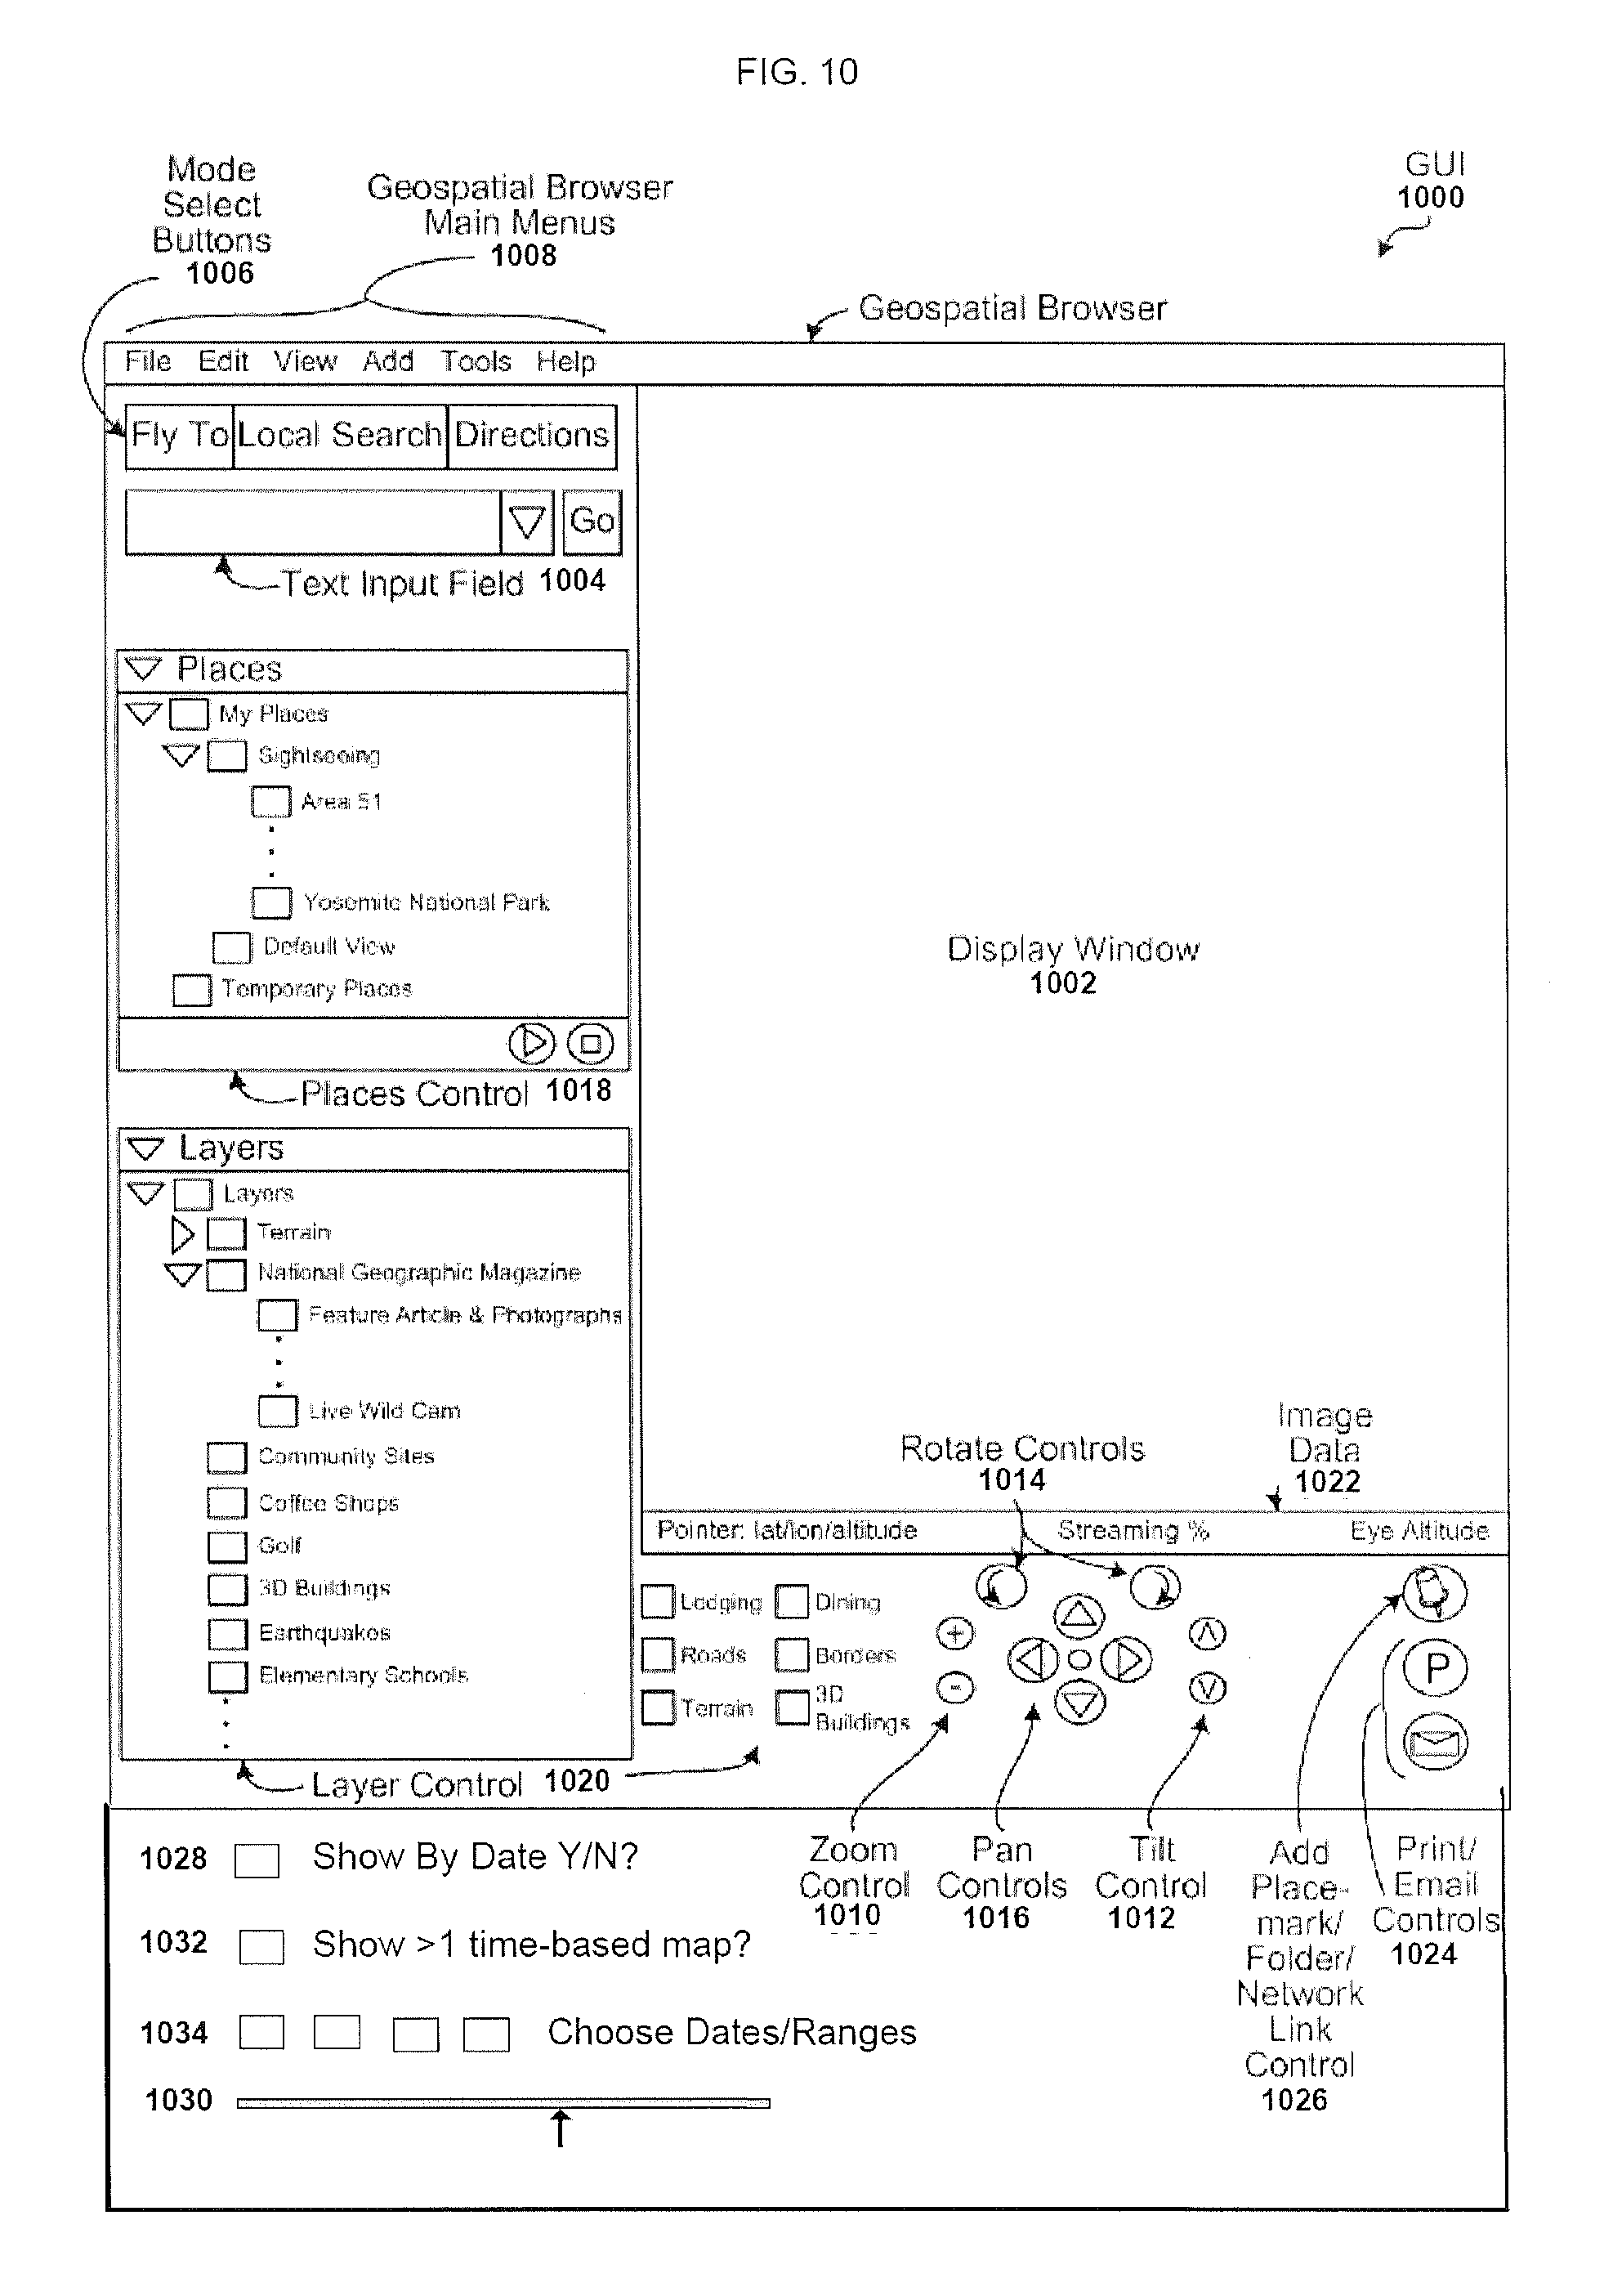 FIG. 10
Mode
Select
Buttons
1006
Geospatial Browser
Main Menus
1008
GUI
1000
Geospatial Browser
File Edit View Add Tools Help
Fly To Local Search Directions
Go
Text Input Field 1004
Places
My Places
Sightseeing
Area 51
Yosemite National Park
Default View
Temporary Places
Places Control 1018
Display Window
1002
Layers
Layers
Terrain
National Geographic Magazine
Feature Article & Photographs
Live Wild Cam
Community Sites
Coffee Shops
Golf
3D Buildings
Earthquakes
Elementary Schools
Layer Control 1020
Rotate Controls
1014
Image
Data
1022
Pointer: lat/lon/altitude Streaming % Eye Altitude
Lodging Dining
Roads Borders
Terrain 3D
Buildings
+
-
P
Zoom
Control
1010
Pan
Controls
1016
Tilt
Control
1012
Add
Place-
mark/
Folder/
Network
Link
Control
1026
Print/
Email
Controls
1024
1028 Show By Date Y/N?
1032 Show >1 time-based map?
1034 Choose Dates/Ranges
1030